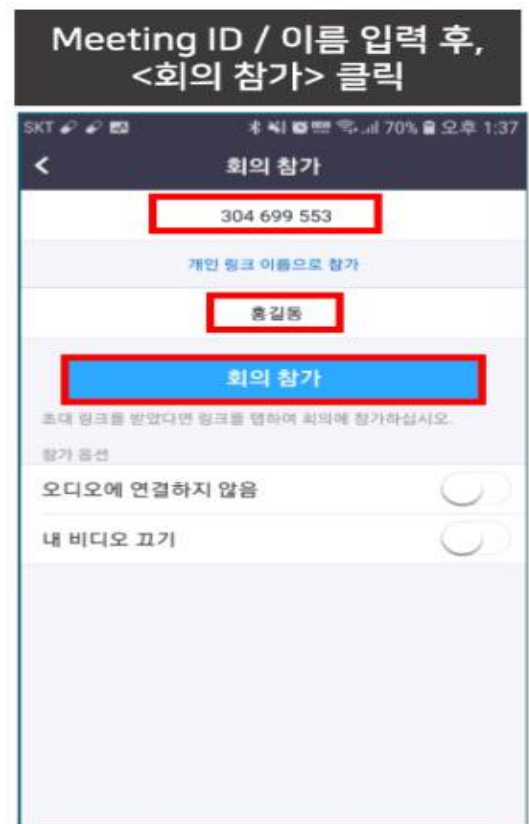 Meeting ID / 이름 입력 후,
<회의 참가> 클릭
SKT 70% 오후 1:37
회의 참가
304 699 553
개인 링크 이름으로 참가
홍길동
회의 참가
초대 링크를 받았다면 링크를 탭하여 회의에 참가하십시오.
참가 옵션
오디오에 연결하지 않음
내 비디오 끄기